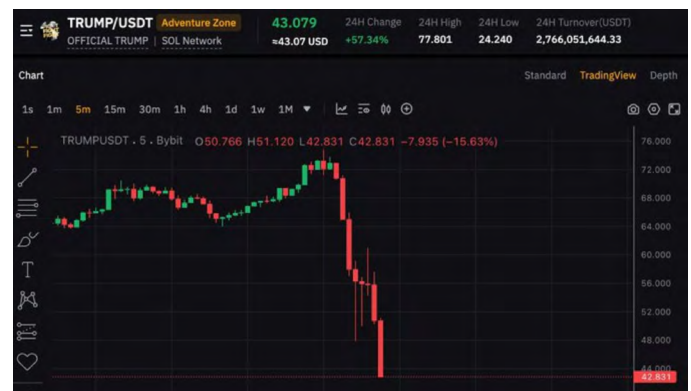 TRUMP/USDT Adventure Zone
OFFICIAL TRUMP | SOL Network
43.079
≈43.07 USD
24H Change
+57.34%
24H High
77.801
24H Low
24.240
24H Turnover(USDT)
2,766,051,644.33
Chart
Standard TradingView Depth
1s 1m 5m 15m 30m 1h 4h 1d 1w 1M
TRUMPUSDT · 5 · Bybit O50.766 H51.120 L42.831 C42.831 −7.935 (−15.63%)
76.000
72.000
68.000
64.000
60.000
56.000
52.000
48.000
44.000
42.831